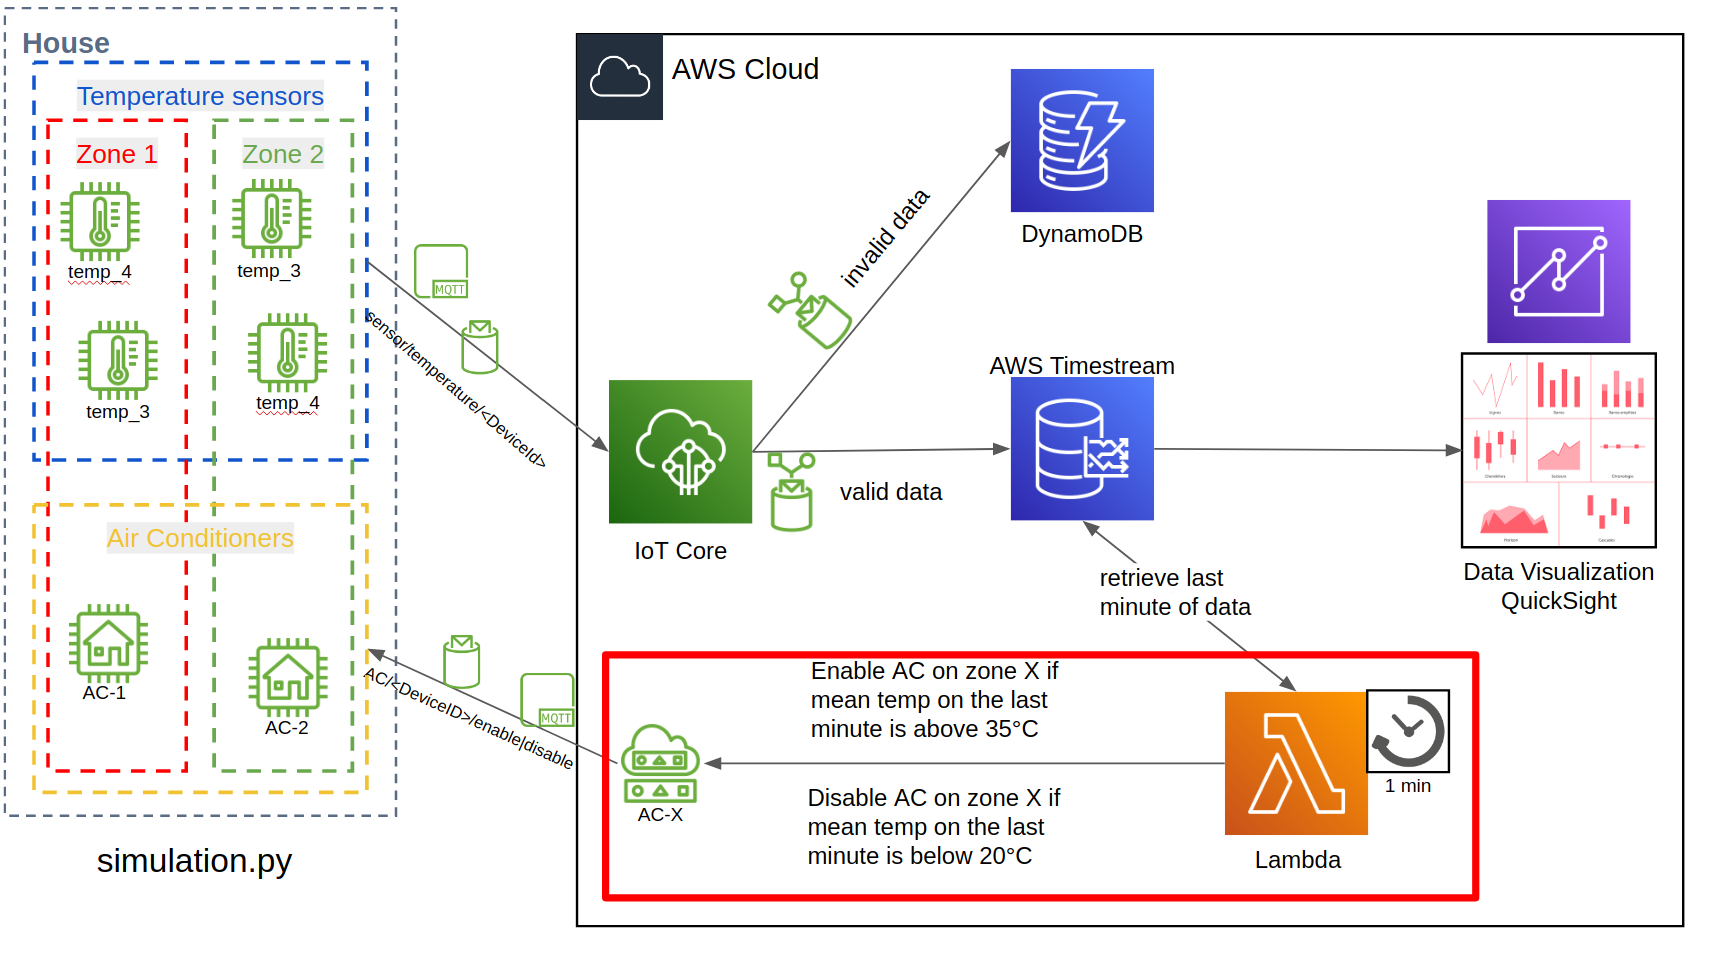 House
Temperature sensors
Zone 1
Zone 2
temp_4
temp_3
temp_3
temp_4
Air Conditioners
AC-1
AC-2
simulation.py
MQTT
sensor/temperature/<DeviceId>
AC/<DeviceID>/enable|disable
MQTT
AWS Cloud
IoT Core
invalid data
DynamoDB
AWS Timestream
valid data
retrieve last
minute of data
Data Visualization
QuickSight
Enable AC on zone X if
mean temp on the last
minute is above 35°C
AC-X
Disable AC on zone X if
mean temp on the last
minute is below 20°C
1 min
Lambda